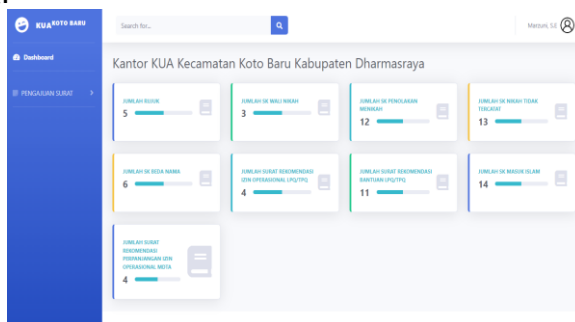 KUA KOTO BARU
Search for...
Marzuni, S.E
Dashboard
PENGAJUAN SURAT
Kantor KUA Kecamatan Koto Baru Kabupaten Dharmasraya
JUMLAH RUJUK
5
JUMLAH SK WALI NIKAH
3
JUMLAH SK PENOLAKAN
MENIKAH
12
JUMLAH SK NIKAH TIDAK
TERCATAT
13
JUMLAH SK BEDA NAMA
6
JUMLAH SURAT REKOMENDASI
IZIN OPERASIONAL LPQ/TPQ
4
JUMLAH SURAT REKOMENDASI
BANTUAN LPQ/TPQ
11
JUMLAH SK MASUK ISLAM
14
JUMLAH SURAT
REKOMENDASI
PERPANJANGAN IZIN
OPERASIONAL MDTA
4